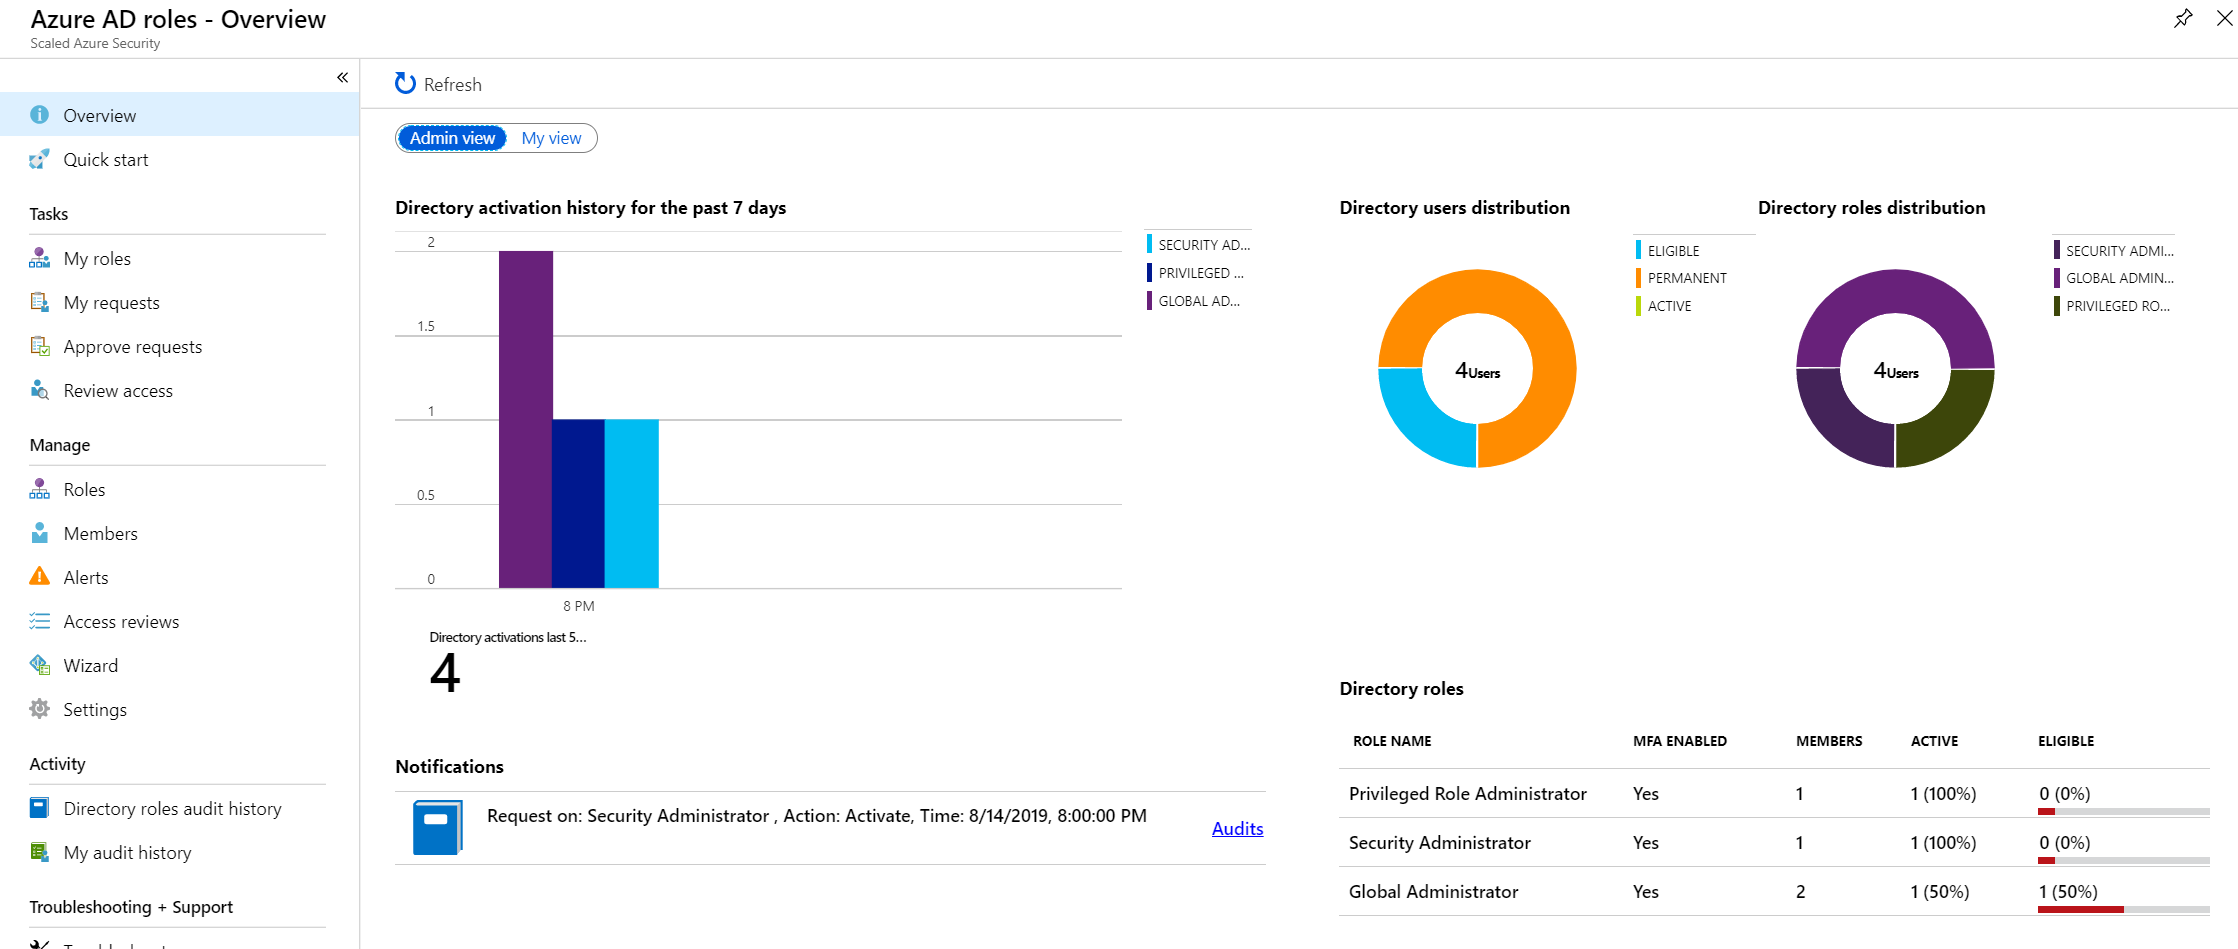 Azure AD roles - Overview
Scaled Azure Security
«
Overview
Quick start
Tasks
My roles
My requests
Approve requests
Review access
Manage
Roles
Members
Alerts
Access reviews
Wizard
Settings
Activity
Directory roles audit history
My audit history
Troubleshooting + Support
Refresh
Admin view My view
Directory activation history for the past 7 days
2
1.5
1
0.5
0
8 PM
SECURITY AD...
PRIVILEGED ...
GLOBAL AD...
Directory activations last 5...
4
Notifications
Request on: Security Administrator , Action: Activate, Time: 8/14/2019, 8:00:00 PM
Audits
Directory users distribution
4Users
ELIGIBLE
PERMANENT
ACTIVE
Directory roles distribution
4Users
SECURITY ADMI...
GLOBAL ADMIN...
PRIVILEGED RO...
Directory roles
ROLE NAME MFA ENABLED MEMBERS ACTIVE ELIGIBLE
Privileged Role Administrator Yes 1 1 (100%) 0 (0%)
Security Administrator Yes 1 1 (100%) 0 (0%)
Global Administrator Yes 2 1 (50%) 1 (50%)